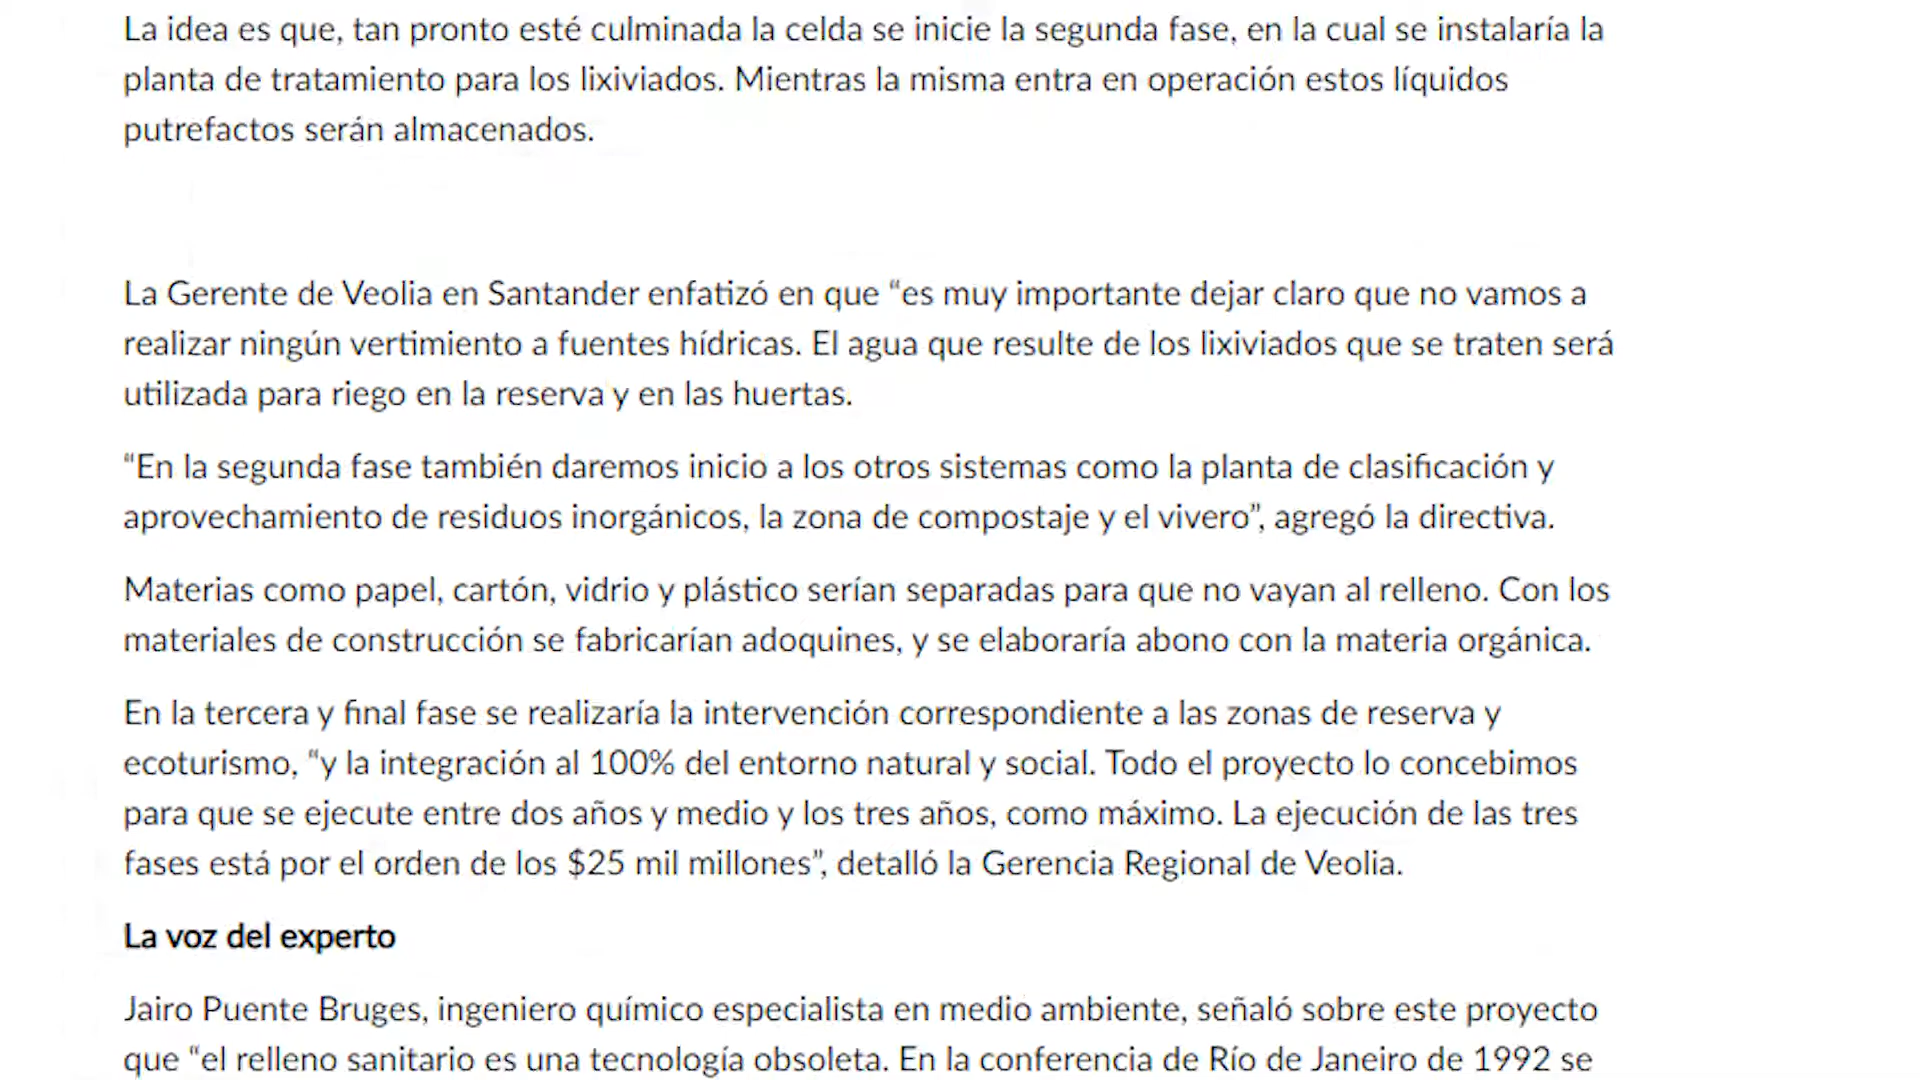 La idea es que, tan pronto esté culminada la celda se inicie la segunda fase, en la cual se instalaría la
planta de tratamiento para los lixiviados. Mientras la misma entra en operación estos líquidos
putrefactos serán almacenados.
La Gerente de Veolia en Santander enfatizó en que “es muy importante dejar claro que no vamos a
realizar ningún vertimiento a fuentes hídricas. El agua que resulte de los lixiviados que se traten será
utilizada para riego en la reserva y en las huertas.
“En la segunda fase también daremos inicio a los otros sistemas como la planta de clasificación y
aprovechamiento de residuos inorgánicos, la zona de compostaje y el vivero”, agregó la directiva.
Materias como papel, cartón, vidrio y plástico serían separadas para que no vayan al relleno. Con los
materiales de construcción se fabricarían adoquines, y se elaboraría abono con la materia orgánica.
En la tercera y final fase se realizaría la intervención correspondiente a las zonas de reserva y
ecoturismo, “y la integración al 100% del entorno natural y social. Todo el proyecto lo concebimos
para que se ejecute entre dos años y medio y los tres años, como máximo. La ejecución de las tres
fases está por el orden de los $25 mil millones”, detalló la Gerencia Regional de Veolia.
La voz del experto
Jairo Puente Bruges, ingeniero químico especialista en medio ambiente, señaló sobre este proyecto
que “el relleno sanitario es una tecnología obsoleta. En la conferencia de Río de Janeiro de 1992 se